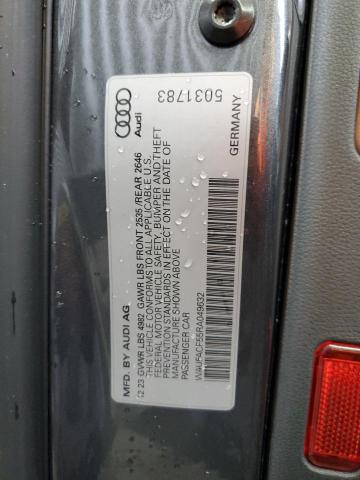 Audi
5031783
GERMANY
MFD. BY AUDI AG
12 23 GVWR LBS 4982 GAWR LBS FRONT 2535 /REAR 2646
THIS VEHICLE CONFORMS TO ALL APPLICABLE U.S.
FEDERAL MOTOR VEHICLE SAFETY, BUMPER AND THEFT
PREVENTION STANDARDS IN EFFECT ON THE DATE OF
MANUFACTURE SHOWN ABOVE
PASSENGER CAR
WAUFACF55RA049632